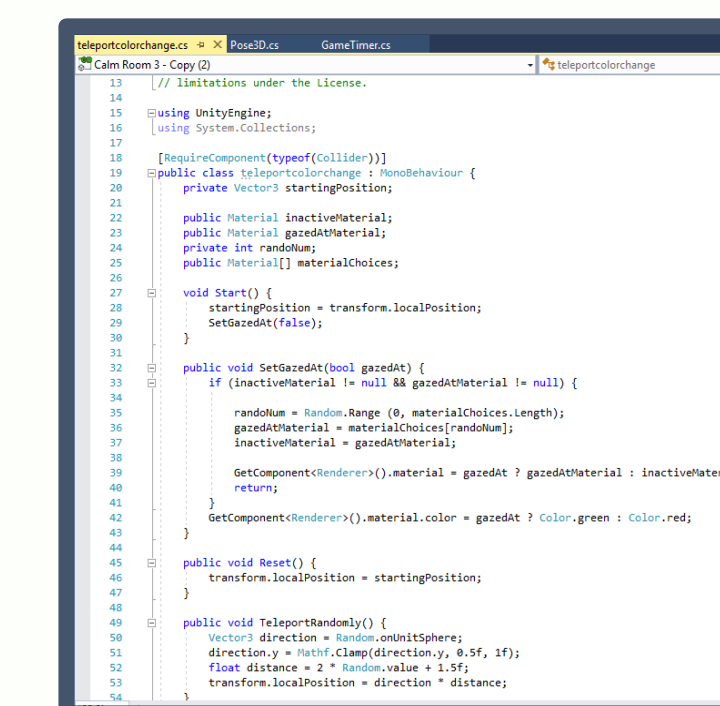 teleportcolorchange.cs Pose3D.cs GameTimer.cs
Calm Room 3 - Copy (2) teleportcolorchange
13 // limitations under the License.
14
15 using UnityEngine;
16 using System.Collections;
17
18 [RequireComponent(typeof(Collider))]
19 public class teleportcolorchange : MonoBehaviour {
20 private Vector3 startingPosition;
21
22 public Material inactiveMaterial;
23 public Material gazedAtMaterial;
24 private int randoNum;
25 public Material[] materialChoices;
26
27 void Start() {
28 startingPosition = transform.localPosition;
29 SetGazedAt(false);
30 }
31
32 public void SetGazedAt(bool gazedAt) {
33 if (inactiveMaterial != null && gazedAtMaterial != null) {
34
35 randoNum = Random.Range (0, materialChoices.Length);
36 gazedAtMaterial = materialChoices[randoNum];
37 inactiveMaterial = gazedAtMaterial;
38
39 GetComponent<Renderer>().material = gazedAt ? gazedAtMaterial : inactiveMater
40 return;
41 }
42 GetComponent<Renderer>().material.color = gazedAt ? Color.green : Color.red;
43 }
44
45 public void Reset() {
46 transform.localPosition = startingPosition;
47 }
48
49 public void TeleportRandomly() {
50 Vector3 direction = Random.onUnitSphere;
51 direction.y = Mathf.Clamp(direction.y, 0.5f, 1f);
52 float distance = 2 * Random.value + 1.5f;
53 transform.localPosition = direction * distance;
54 }